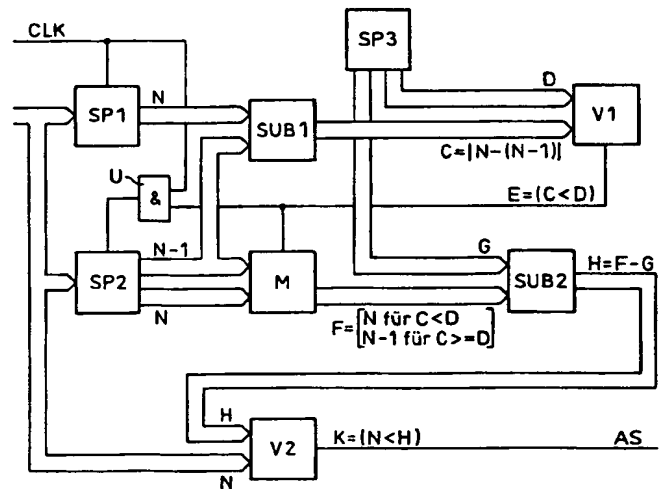 CLK
SP3
D
N
SP1
SUB1
V1
C=|N-(N-1)|
U
&
E=(C<D)
N-1
G
SP2
M
SUB2
H=F-G
N
F=[N für C<D
N-1 für C>=D]
H
V2
K=(N<H)
AS
N